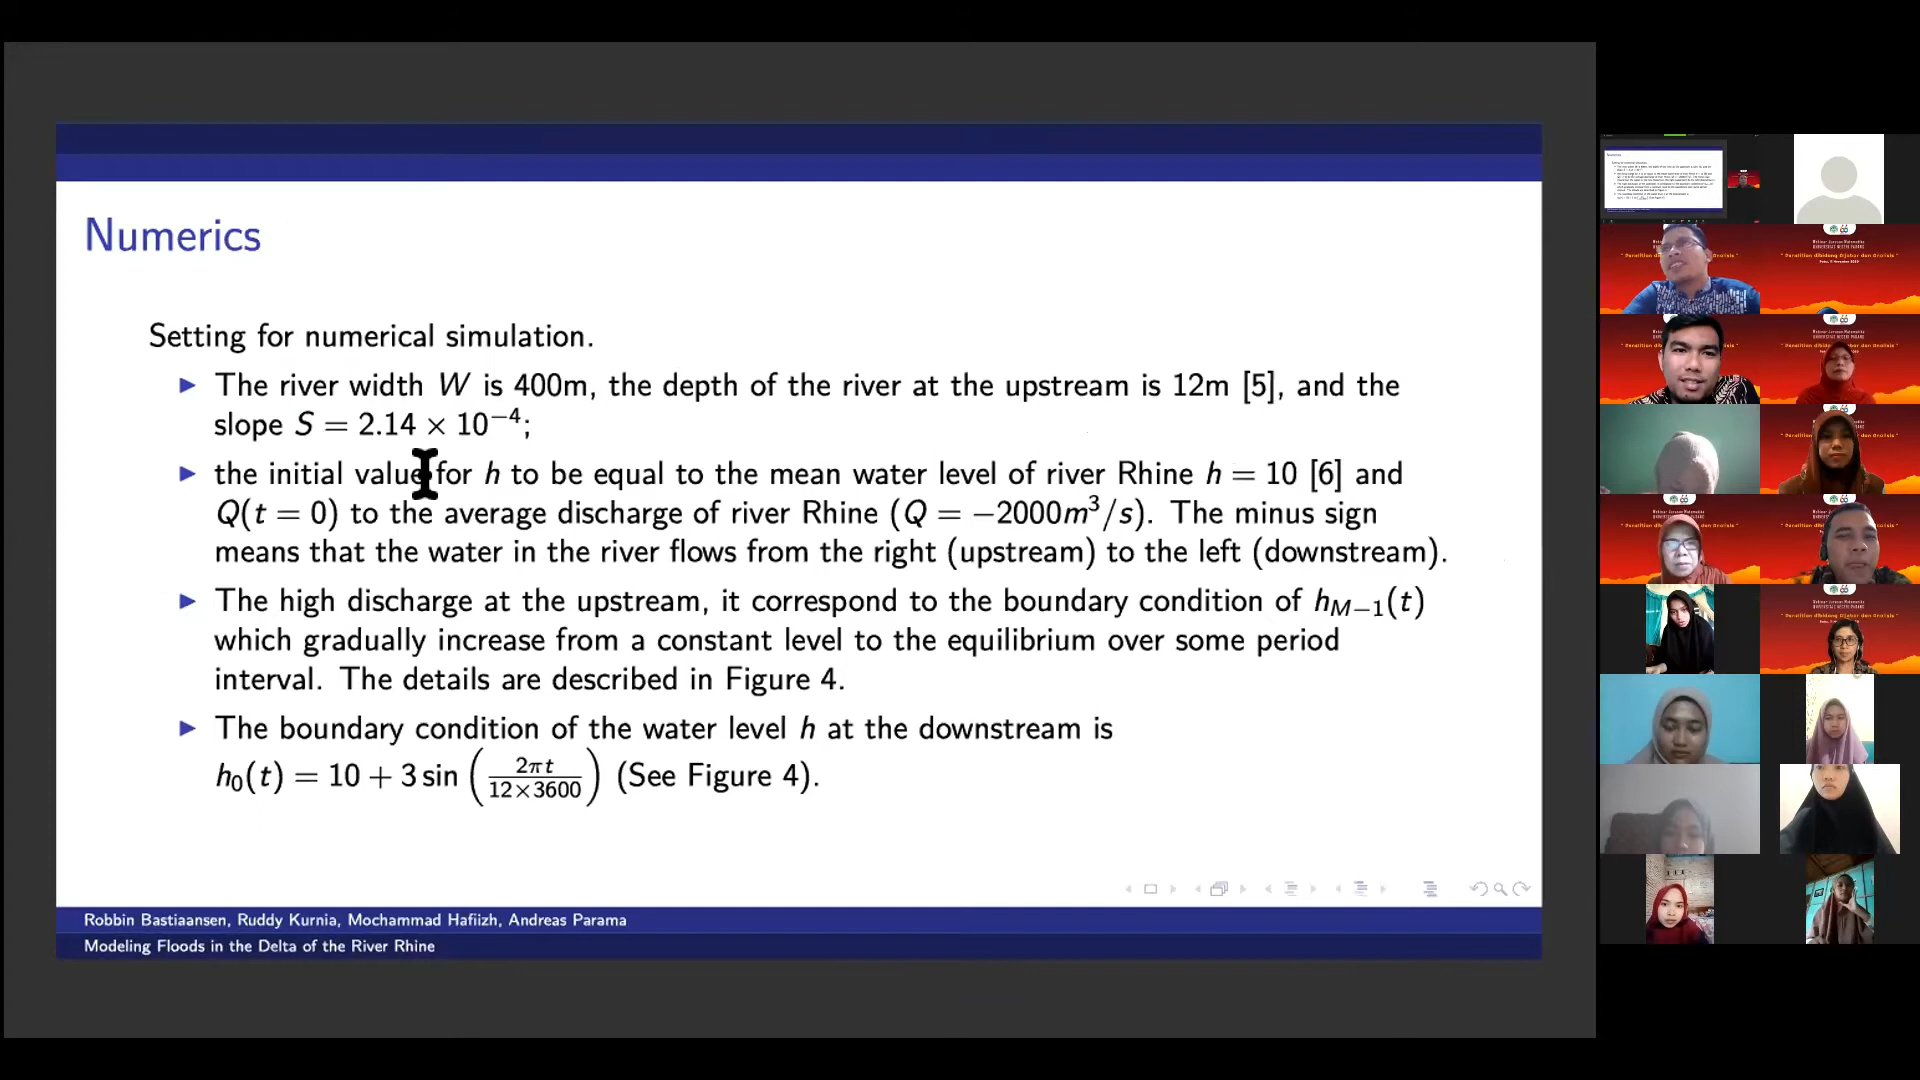 Numerics
Setting for numerical simulation.
▶ The river width W is 400m, the depth of the river at the upstream is 12m [5], and the
slope S = 2.14 × 10⁻⁴;
▶ the initial value for h to be equal to the mean water level of river Rhine h = 10 [6] and
Q(t = 0) to the average discharge of river Rhine (Q = −2000m³/s). The minus sign
means that the water in the river flows from the right (upstream) to the left (downstream).
▶ The high discharge at the upstream, it correspond to the boundary condition of h_{M−1}(t)
which gradually increase from a constant level to the equilibrium over some period
interval. The details are described in Figure 4.
▶ The boundary condition of the water level h at the downstream is
h₀(t) = 10 + 3 sin (2πt / 12×3600) (See Figure 4).
Robbin Bastiaansen, Ruddy Kurnia, Mochammad Hafiizh, Andreas Parama
Modeling Floods in the Delta of the River Rhine